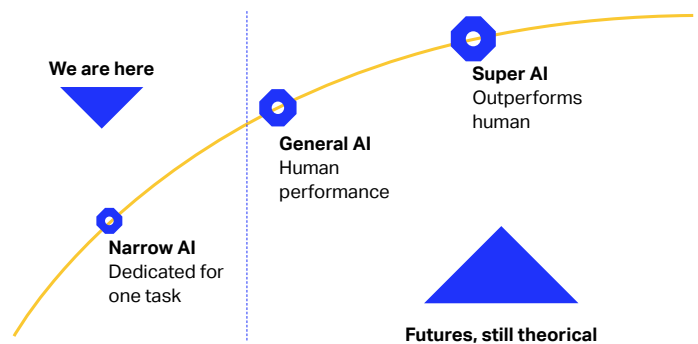 We are here
Super AI
Outperforms
human
General AI
Human
performance
Narrow AI
Dedicated for
one task
Futures, still theorical